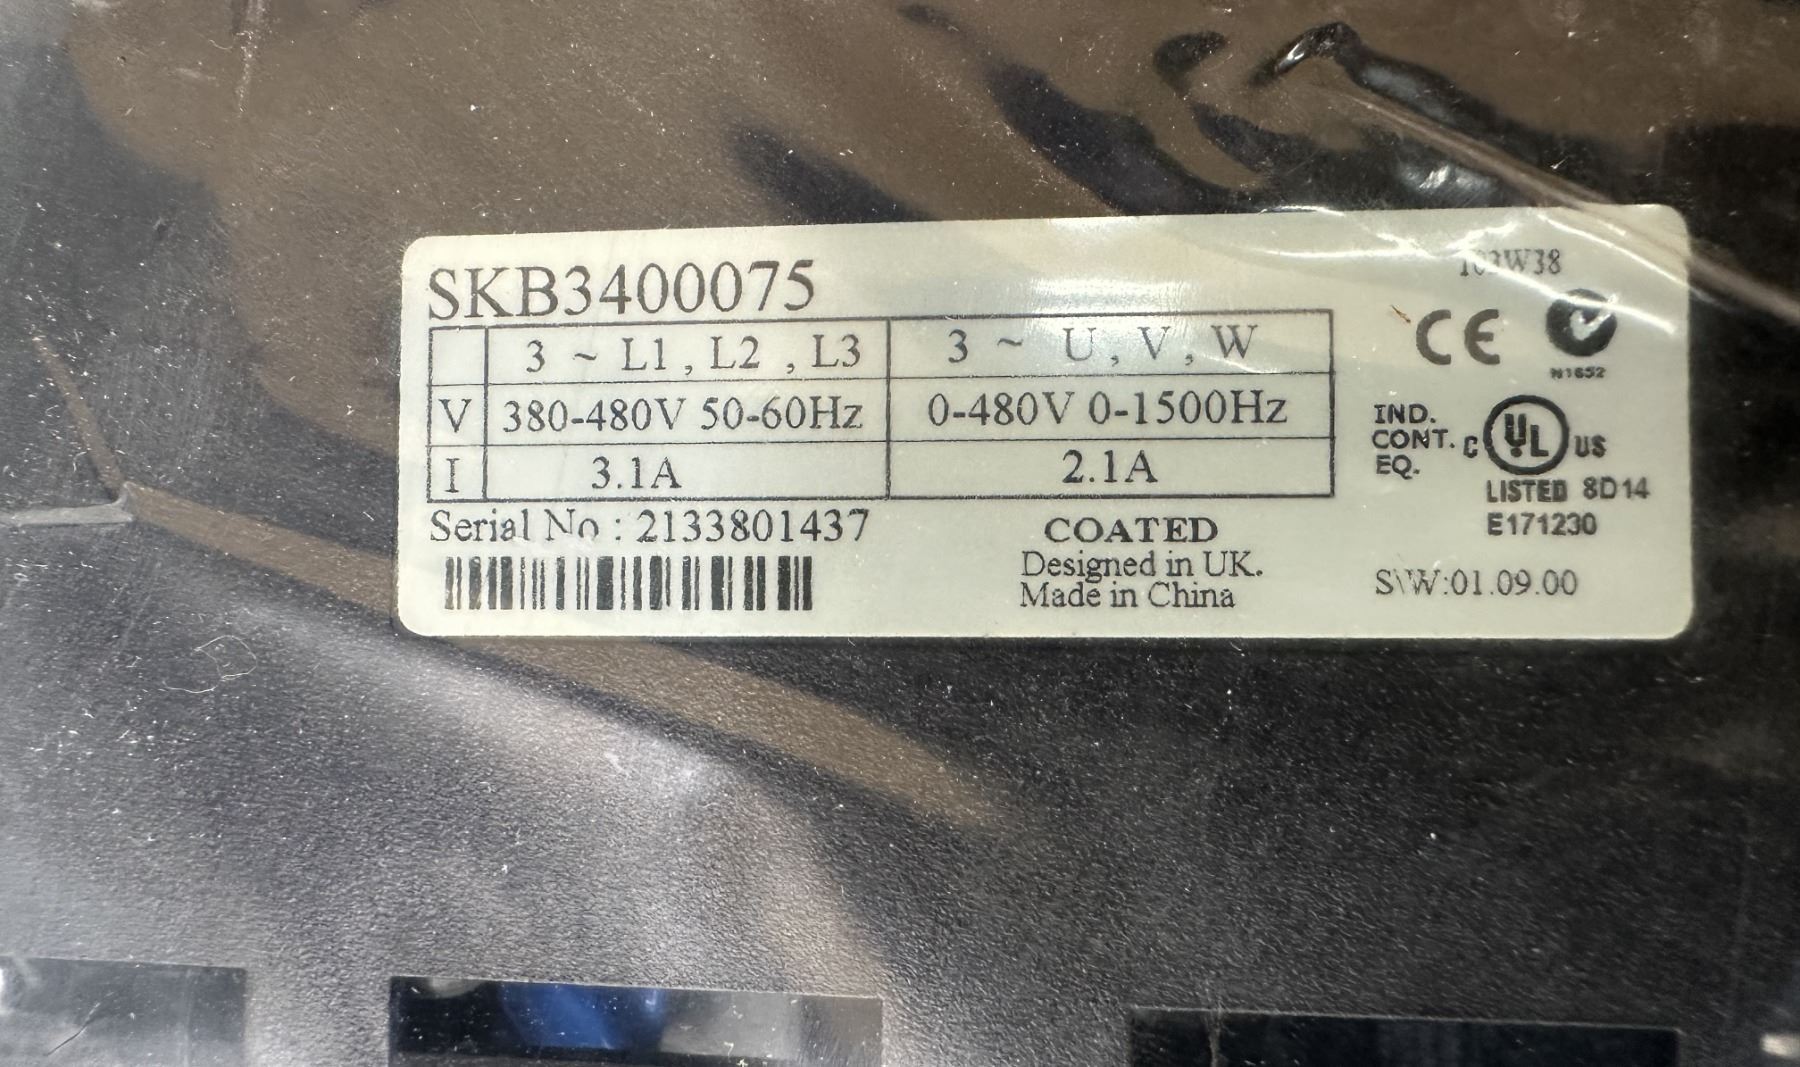 SKB3400075
3 ~ L1 , L2 , L3
3 ~ U , V , W
V
380-480V 50-60Hz
0-480V 0-1500Hz
I
3.1A
2.1A
Serial No : 2133801437
COATED
Designed in UK.
Made in China
CE
N1652
IND.
CONT.
EQ.
C UL US
LISTED 8D14
E171230
S\W:01.09.00